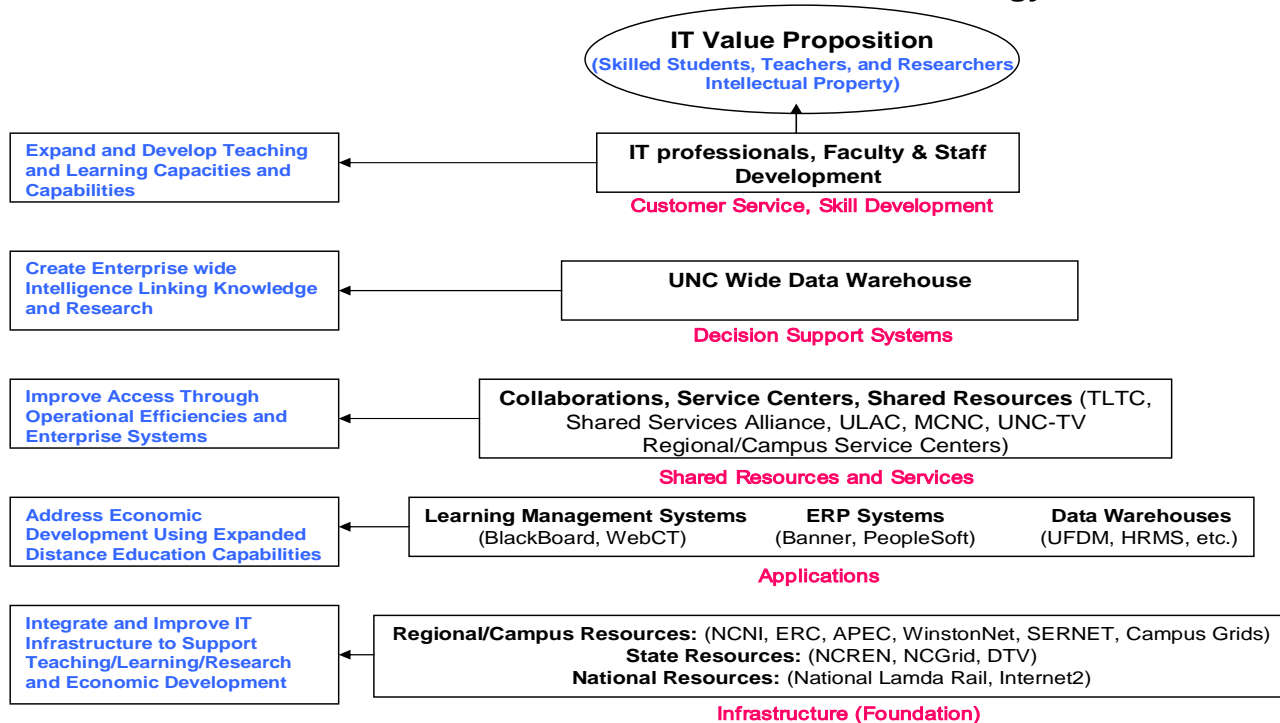 IT Value Proposition
(Skilled Students, Teachers, and Researchers
Intellectual Property)
Expand and Develop Teaching
and Learning Capacities and
Capabilities
IT professionals, Faculty & Staff
Development
Customer Service, Skill Development
Create Enterprise wide
Intelligence Linking Knowledge
and Research
UNC Wide Data Warehouse
Decision Support Systems
Improve Access Through
Operational Efficiencies and
Enterprise Systems
Collaborations, Service Centers, Shared Resources (TLTC,
Shared Services Alliance, ULAC, MCNC, UNC-TV
Regional/Campus Service Centers)
Shared Resources and Services
Address Economic
Development Using Expanded
Distance Education Capabilities
Learning Management Systems ERP Systems Data Warehouses
(BlackBoard, WebCT) (Banner, PeopleSoft) (UFDM, HRMS, etc.)
Applications
Integrate and Improve IT
Infrastructure to Support
Teaching/Learning/Research
and Economic Development
Regional/Campus Resources: (NCNI, ERC, APEC, WinstonNet, SERNET, Campus Grids)
State Resources: (NCREN, NCGrid, DTV)
National Resources: (National Lamda Rail, Internet2)
Infrastructure (Foundation)